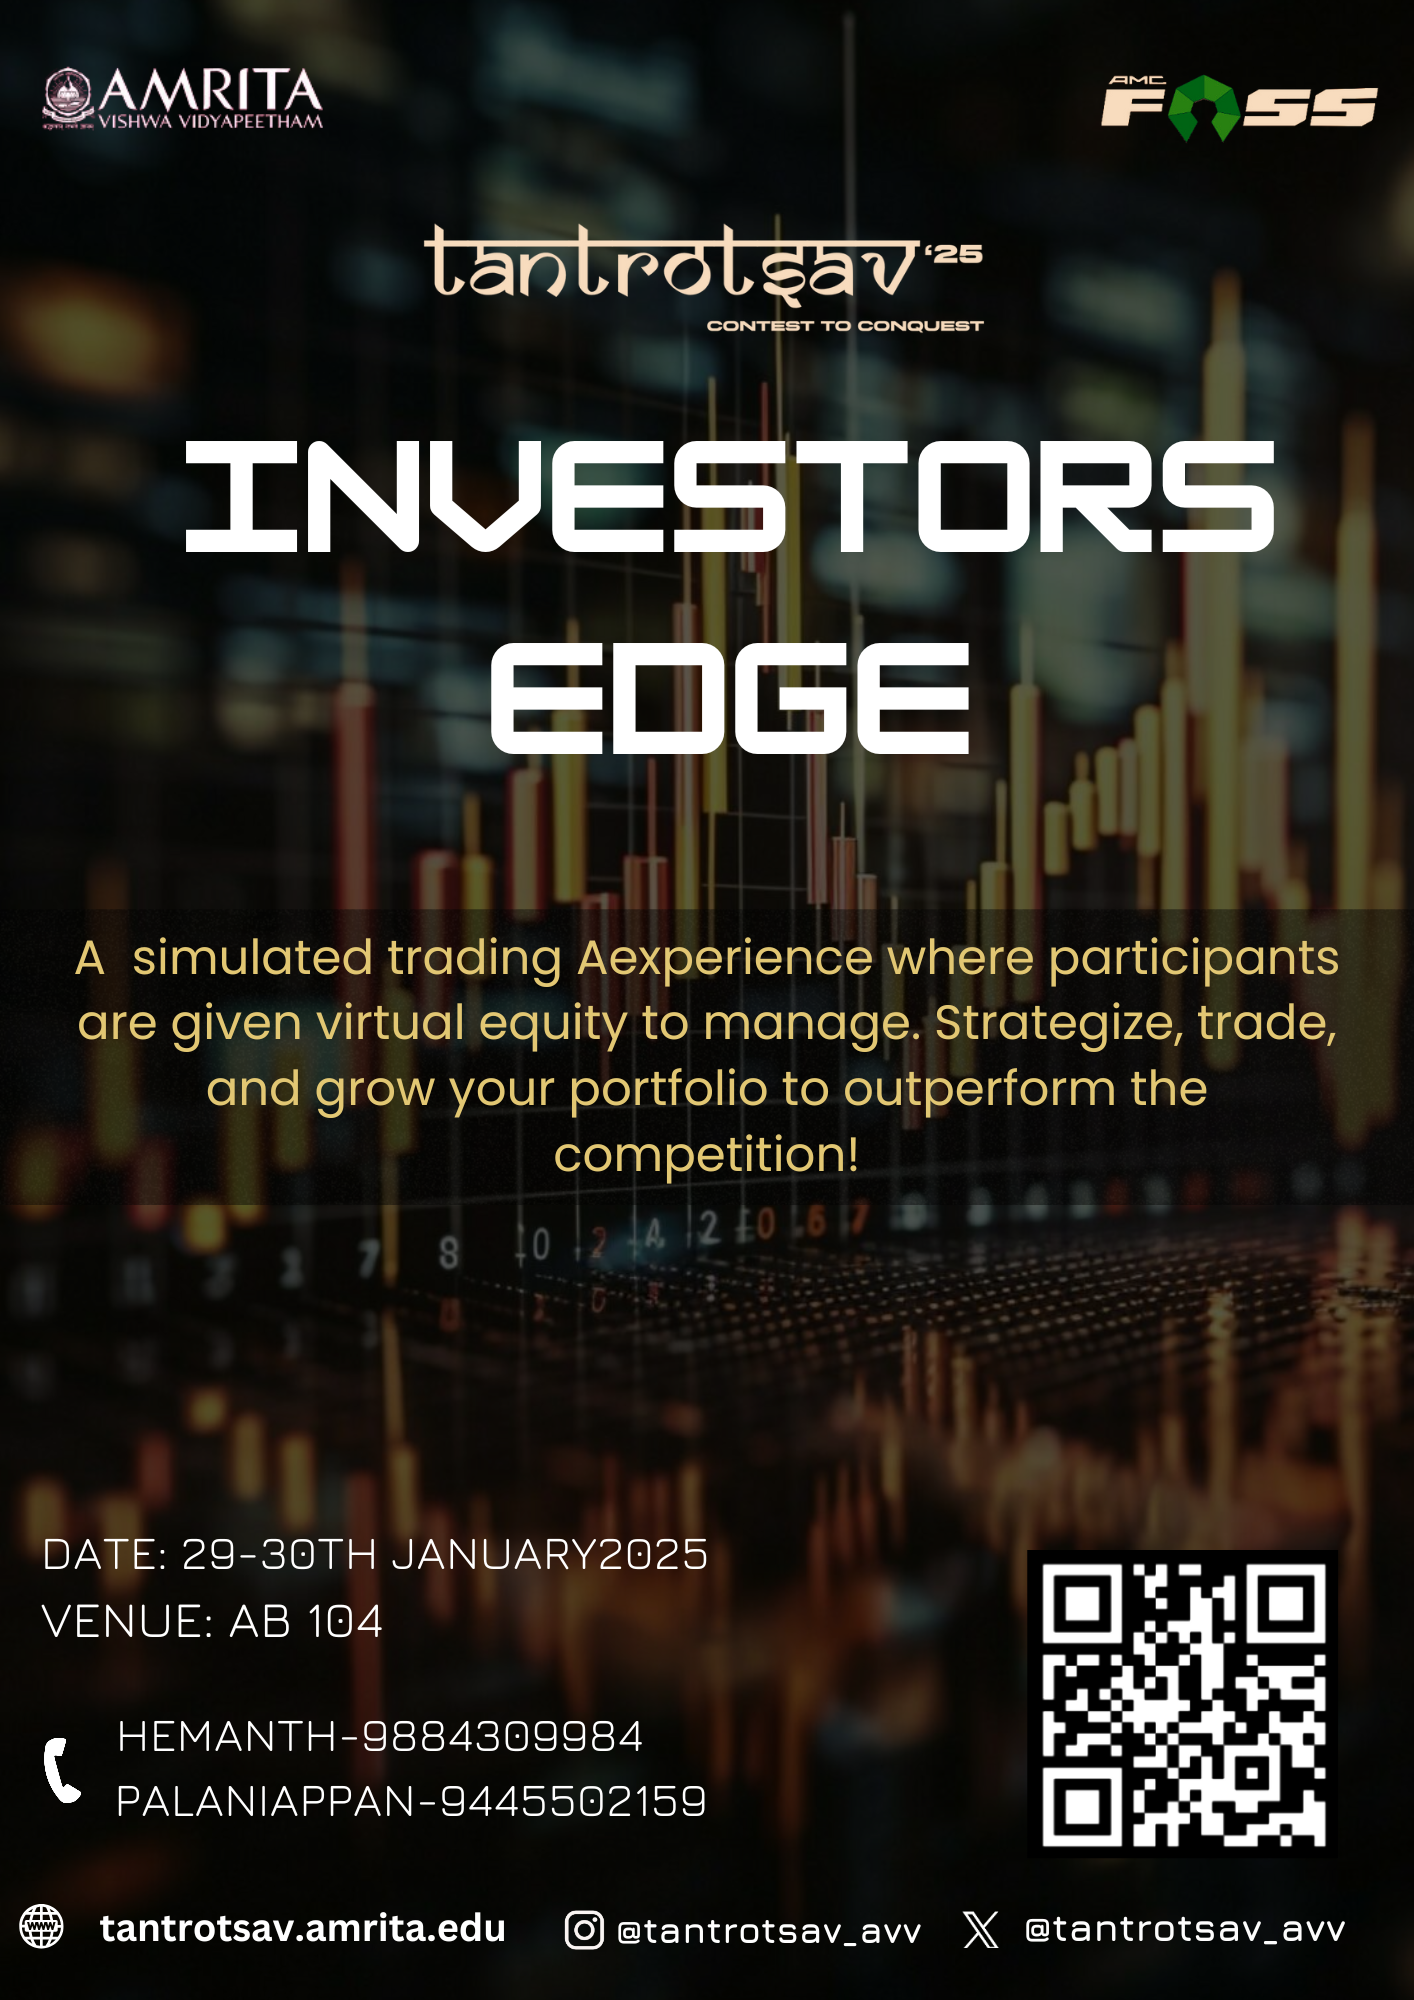 AMRITA
VISHWA VIDYAPEETHAM
AMC
FOSS
tantrotsav '25
CONTEST TO CONQUEST
INVESTORS
EDGE
A simulated trading Aexperience where participants
are given virtual equity to manage. Strategize, trade,
and grow your portfolio to outperform the
competition!
DATE: 29-30TH JANUARY2025
VENUE: AB 104
HEMANTH-9884309984
PALANIAPPAN-9445502159
www
tantrotsav.amrita.edu
@tantrotsav_avv
@tantrotsav_avv